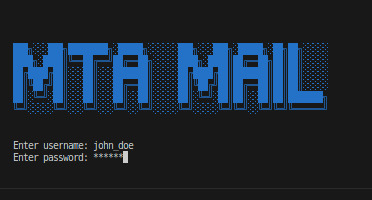 MTA MAIL
Enter username: john_doe
Enter password: ******